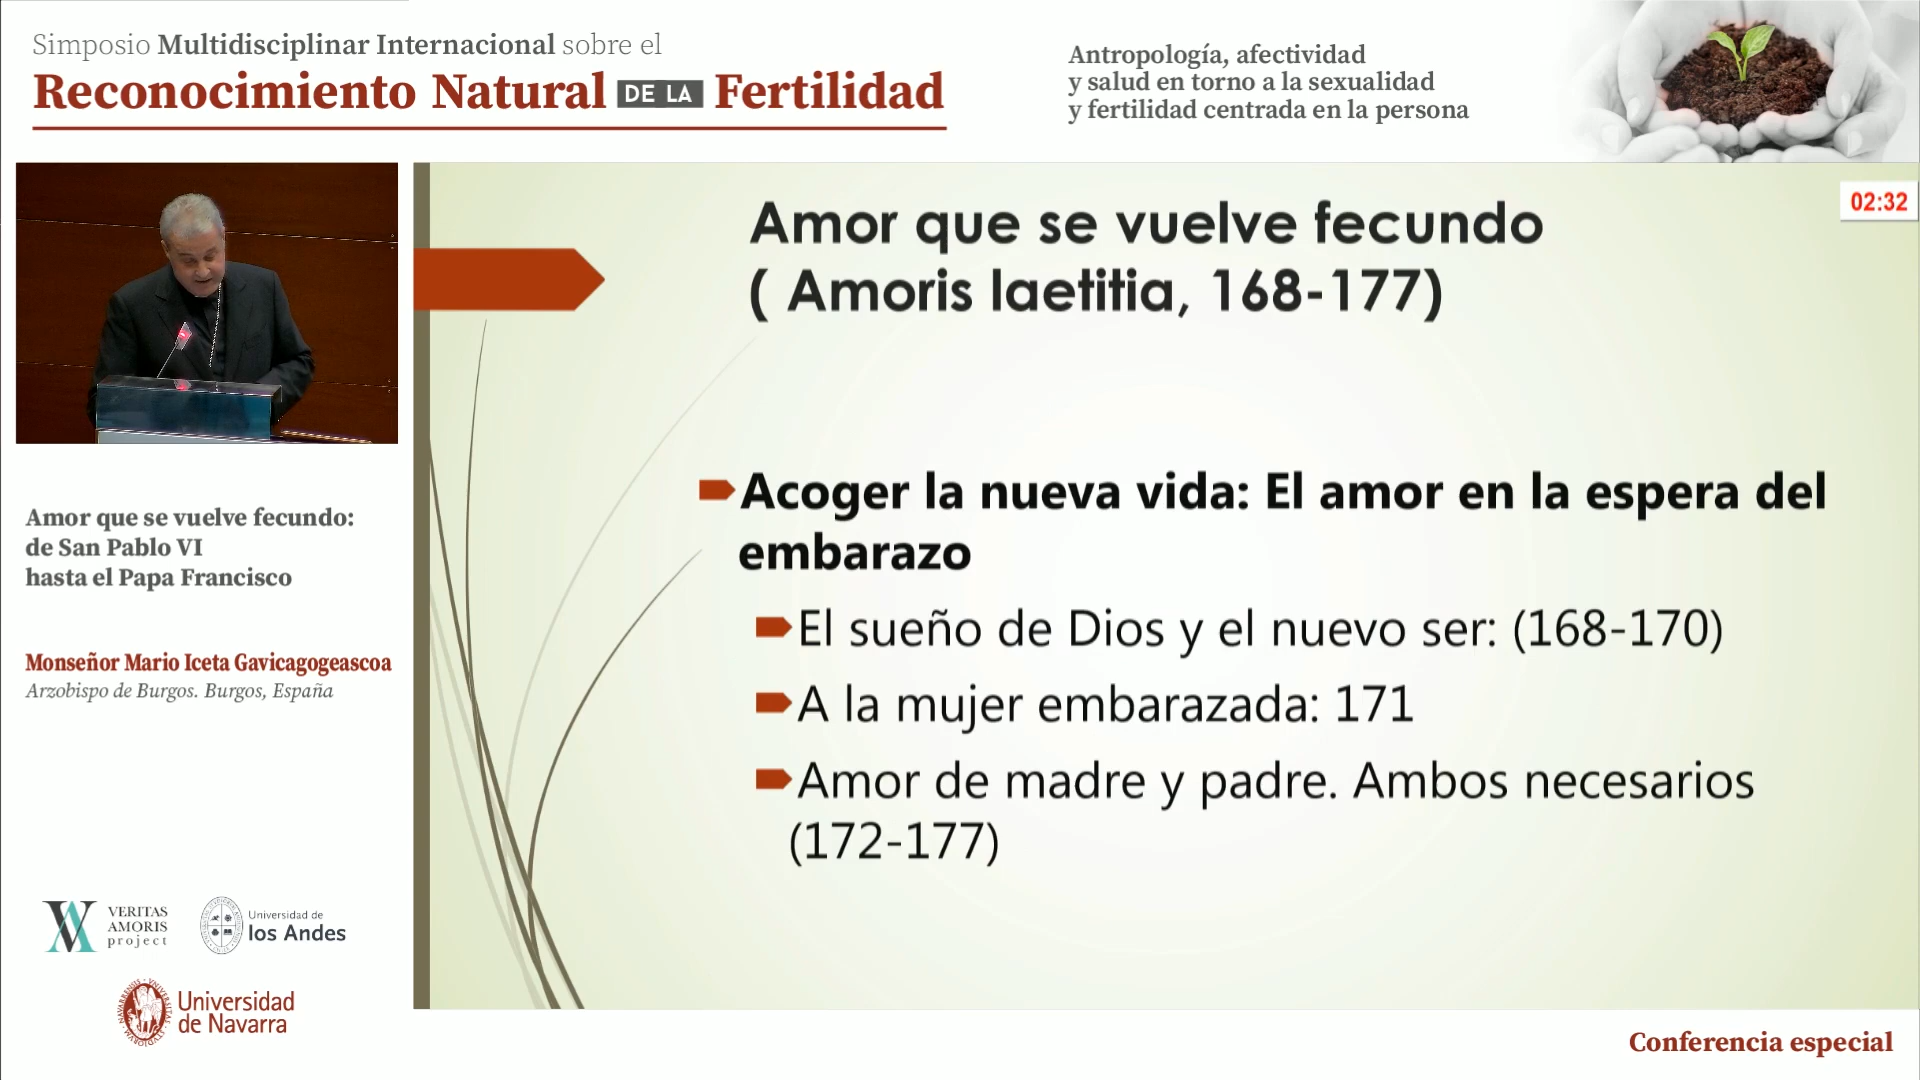 Simposio Multidisciplinar Internacional sobre el
Reconocimiento Natural DE LA Fertilidad
Antropología, afectividad
y salud en torno a la sexualidad
y fertilidad centrada en la persona
02:32
Amor que se vuelve fecundo
( Amoris laetitia, 168-177)
Acoger la nueva vida: El amor en la espera del
embarazo
El sueño de Dios y el nuevo ser: (168-170)
A la mujer embarazada: 171
Amor de madre y padre. Ambos necesarios
(172-177)
Amor que se vuelve fecundo:
de San Pablo VI
hasta el Papa Francisco
Monseñor Mario Iceta Gavicagogeascoa
Arzobispo de Burgos. Burgos, España
VERITAS
AMORIS
project
Universidad de
los Andes
Universidad
de Navarra
Conferencia especial